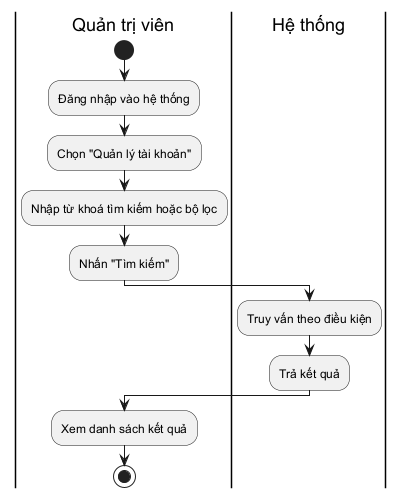 Quản trị viên
Hệ thống
Đăng nhập vào hệ thống
Chọn "Quản lý tài khoản"
Nhập từ khoá tìm kiếm hoặc bộ lọc
Nhấn "Tìm kiếm"
Truy vấn theo điều kiện
Trả kết quả
Xem danh sách kết quả